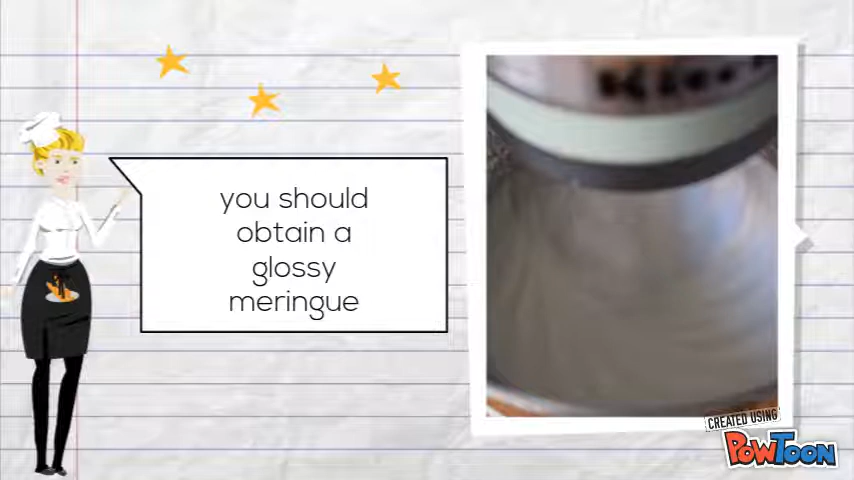 you should
obtain a
glossy
meringue
CREATED USING
POWTOON